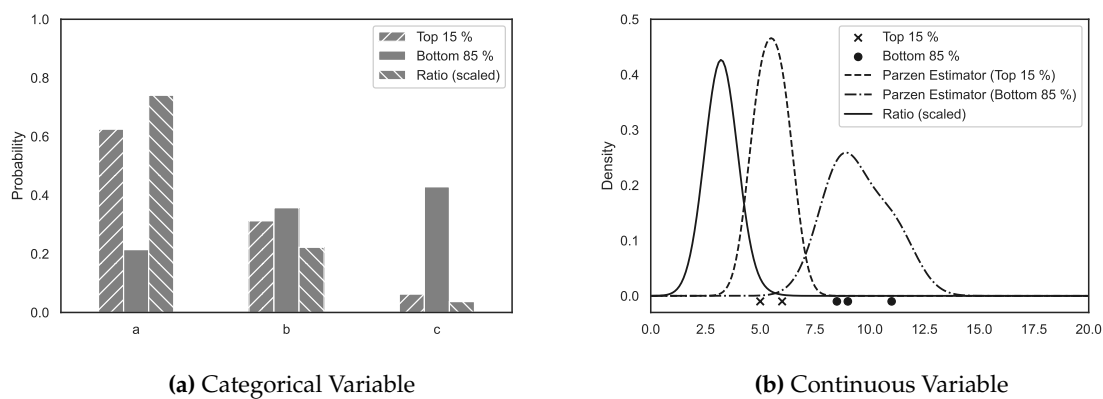 1.0
0.8
0.6
0.4
0.2
0.0
Probability
Top 15 %
Bottom 85 %
Ratio (scaled)
a b c
(a) Categorical Variable
0.5
0.4
0.3
0.2
0.1
0.0
Density
Top 15 %
Bottom 85 %
Parzen Estimator (Top 15 %)
Parzen Estimator (Bottom 85 %)
Ratio (scaled)
0.0 2.5 5.0 7.5 10.0 12.5 15.0 17.5 20.0
(b) Continuous Variable